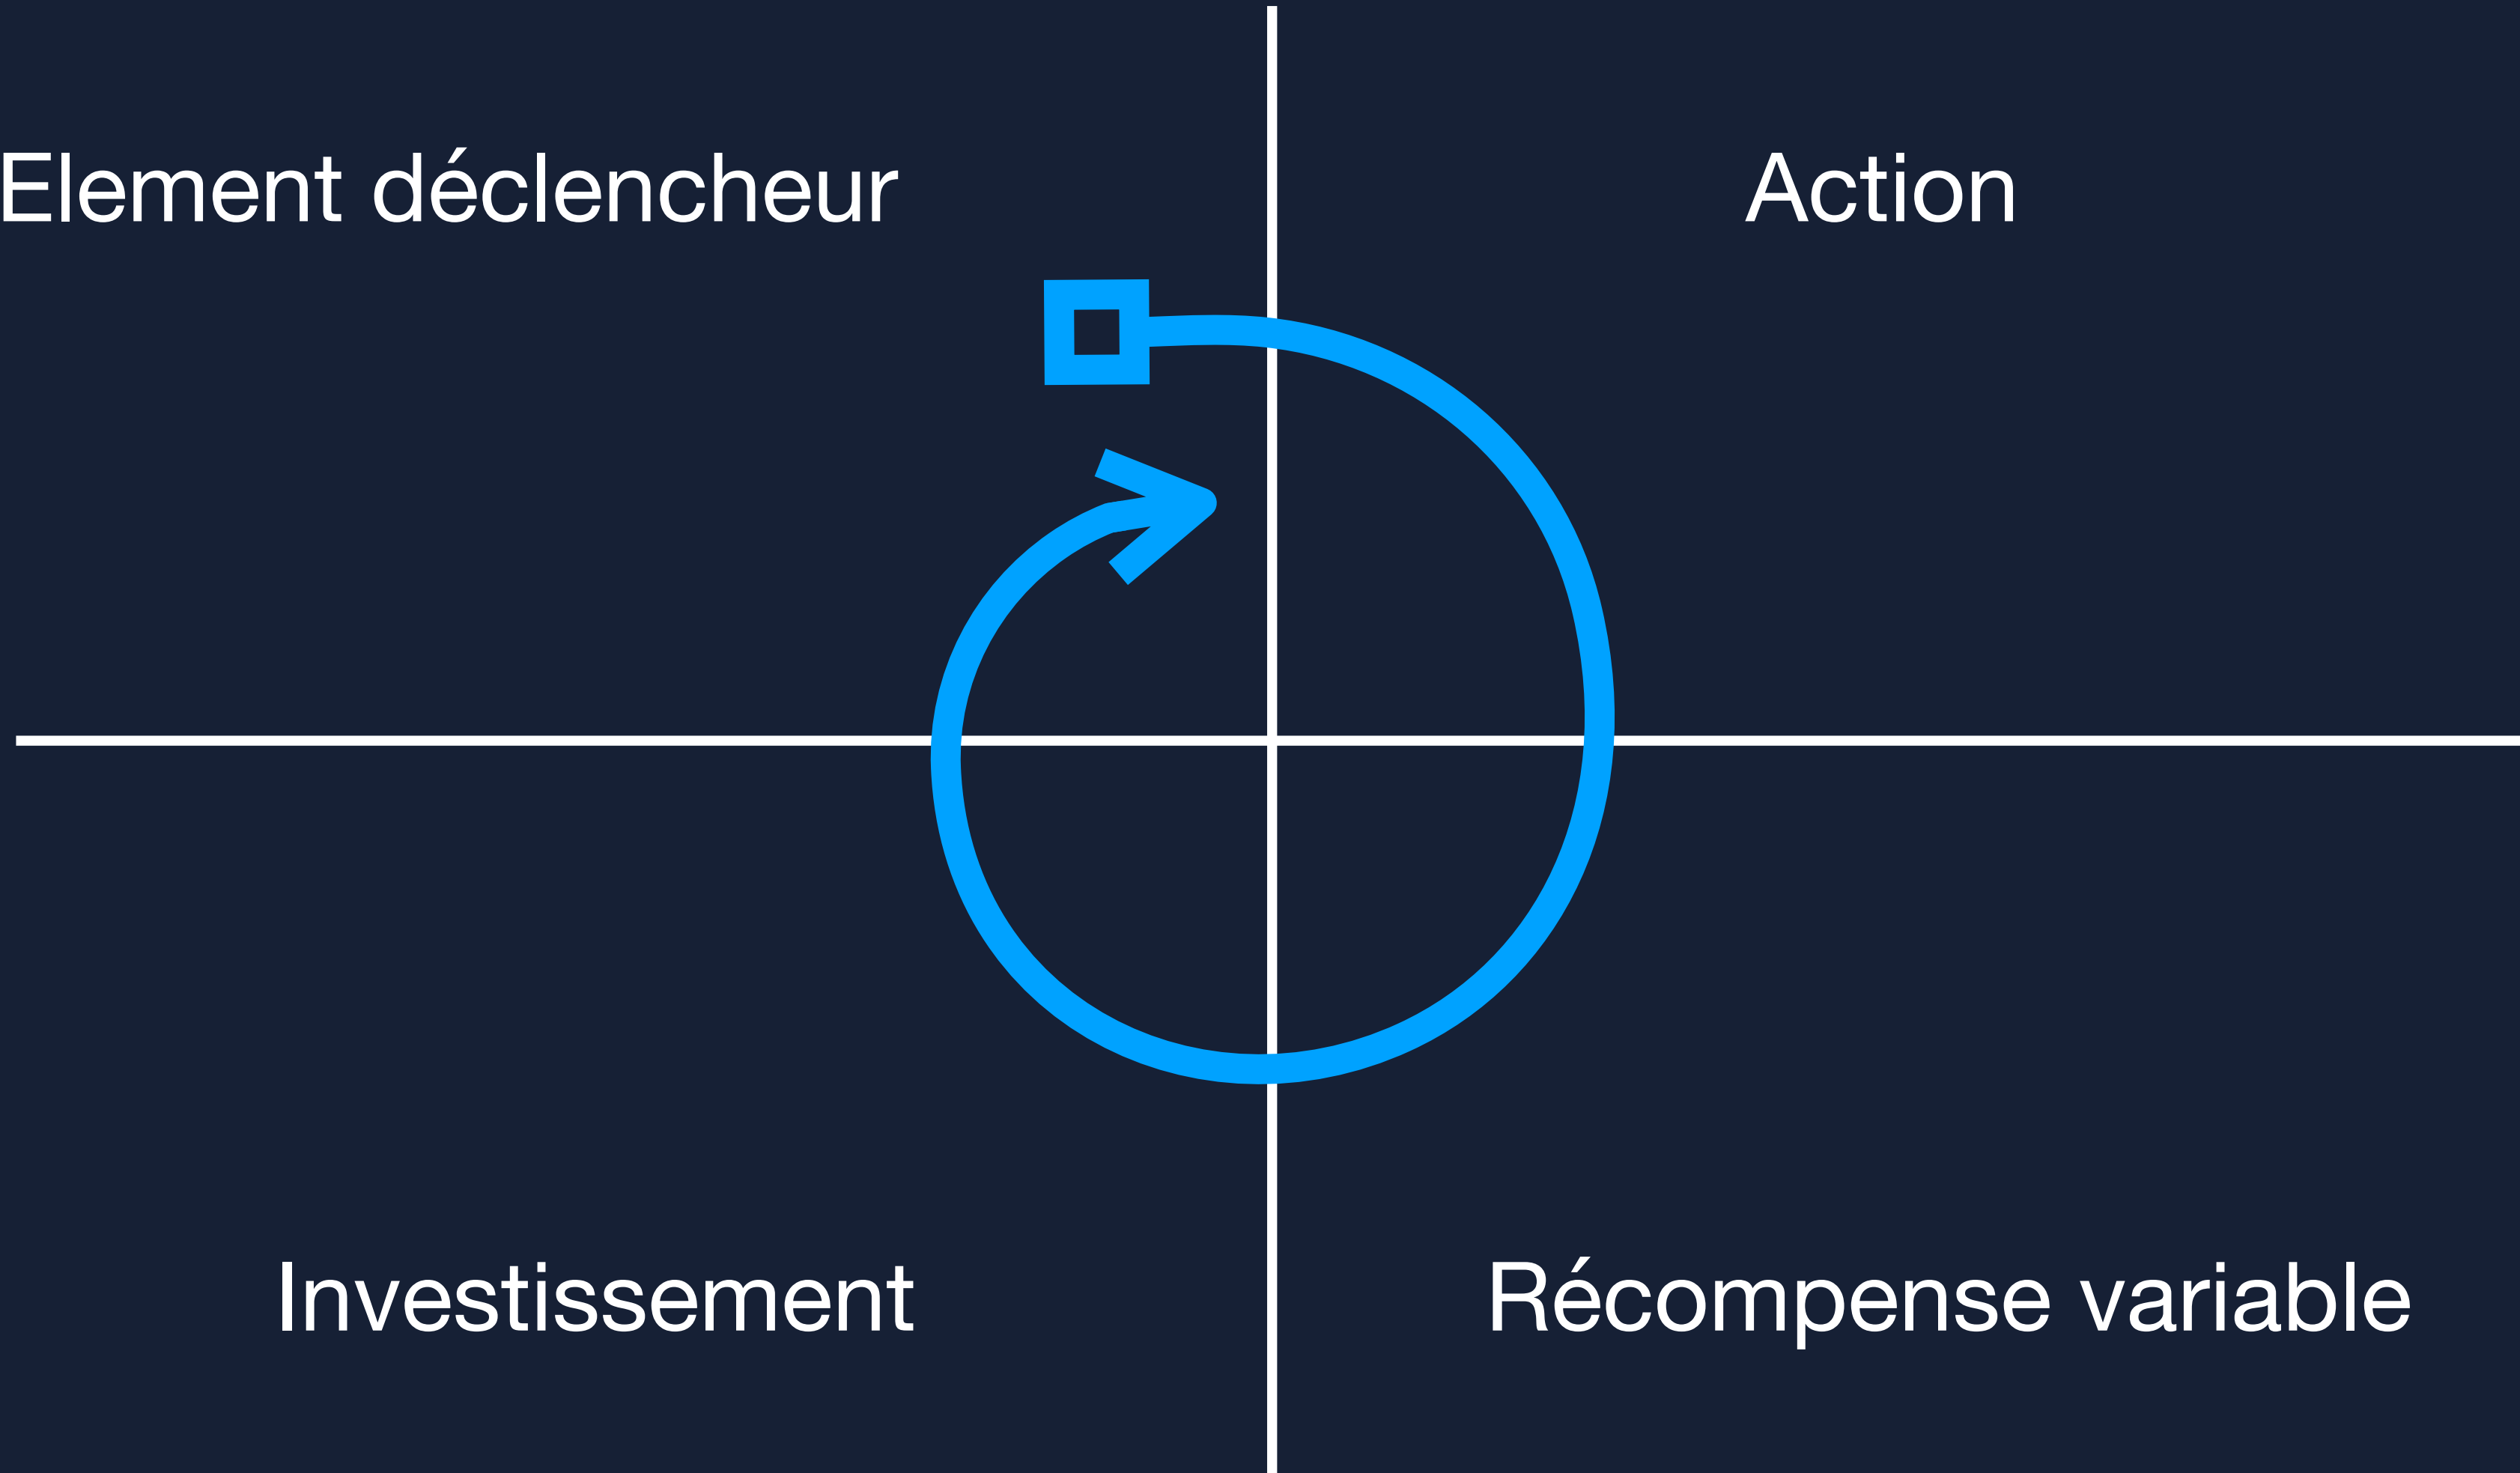 Element déclencheur
Action
Investissement
Récompense variable